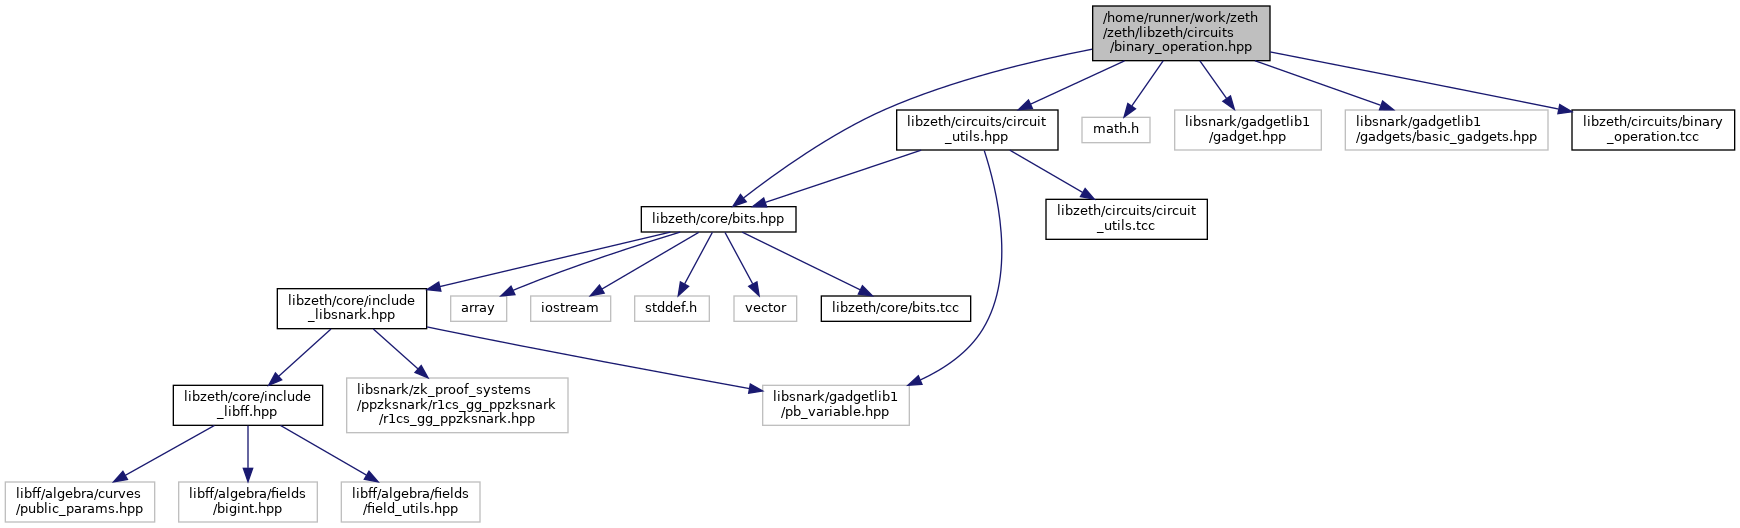 /home/runner/work/zeth
/zeth/libzeth/circuits
/binary_operation.hpp
libzeth/circuits/circuit
_utils.hpp
math.h
libsnark/gadgetlib1
/gadget.hpp
libsnark/gadgetlib1
/gadgets/basic_gadgets.hpp
libzeth/circuits/binary
_operation.tcc
libzeth/core/bits.hpp
libzeth/circuits/circuit
_utils.tcc
libzeth/core/include
_libsnark.hpp
array
iostream
stddef.h
vector
libzeth/core/bits.tcc
libzeth/core/include
_libff.hpp
libsnark/zk_proof_systems
/ppzksnark/r1cs_gg_ppzksnark
/r1cs_gg_ppzksnark.hpp
libsnark/gadgetlib1
/pb_variable.hpp
libff/algebra/curves
/public_params.hpp
libff/algebra/fields
/bigint.hpp
libff/algebra/fields
/field_utils.hpp